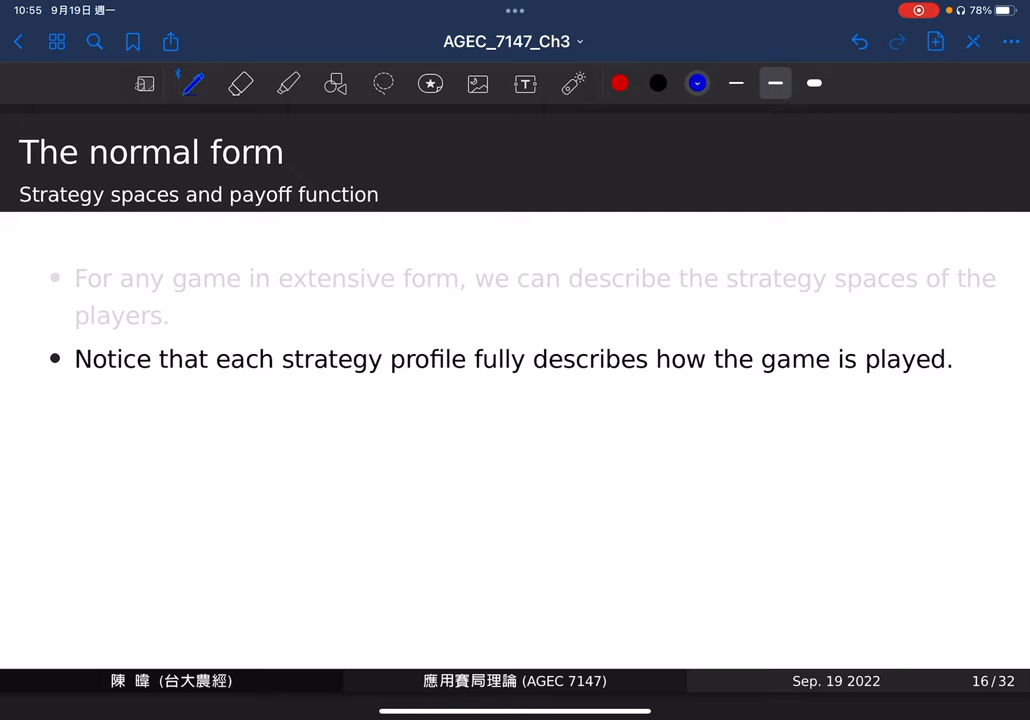 10:55 9月19日 週一
78%
AGEC_7147_Ch3
T
The normal form
Strategy spaces and payoff function
• For any game in extensive form, we can describe the strategy spaces of the
players.
• Notice that each strategy profile fully describes how the game is played.
陳 暐 (台大農經) 應用賽局理論 (AGEC 7147) Sep. 19 2022 16/32